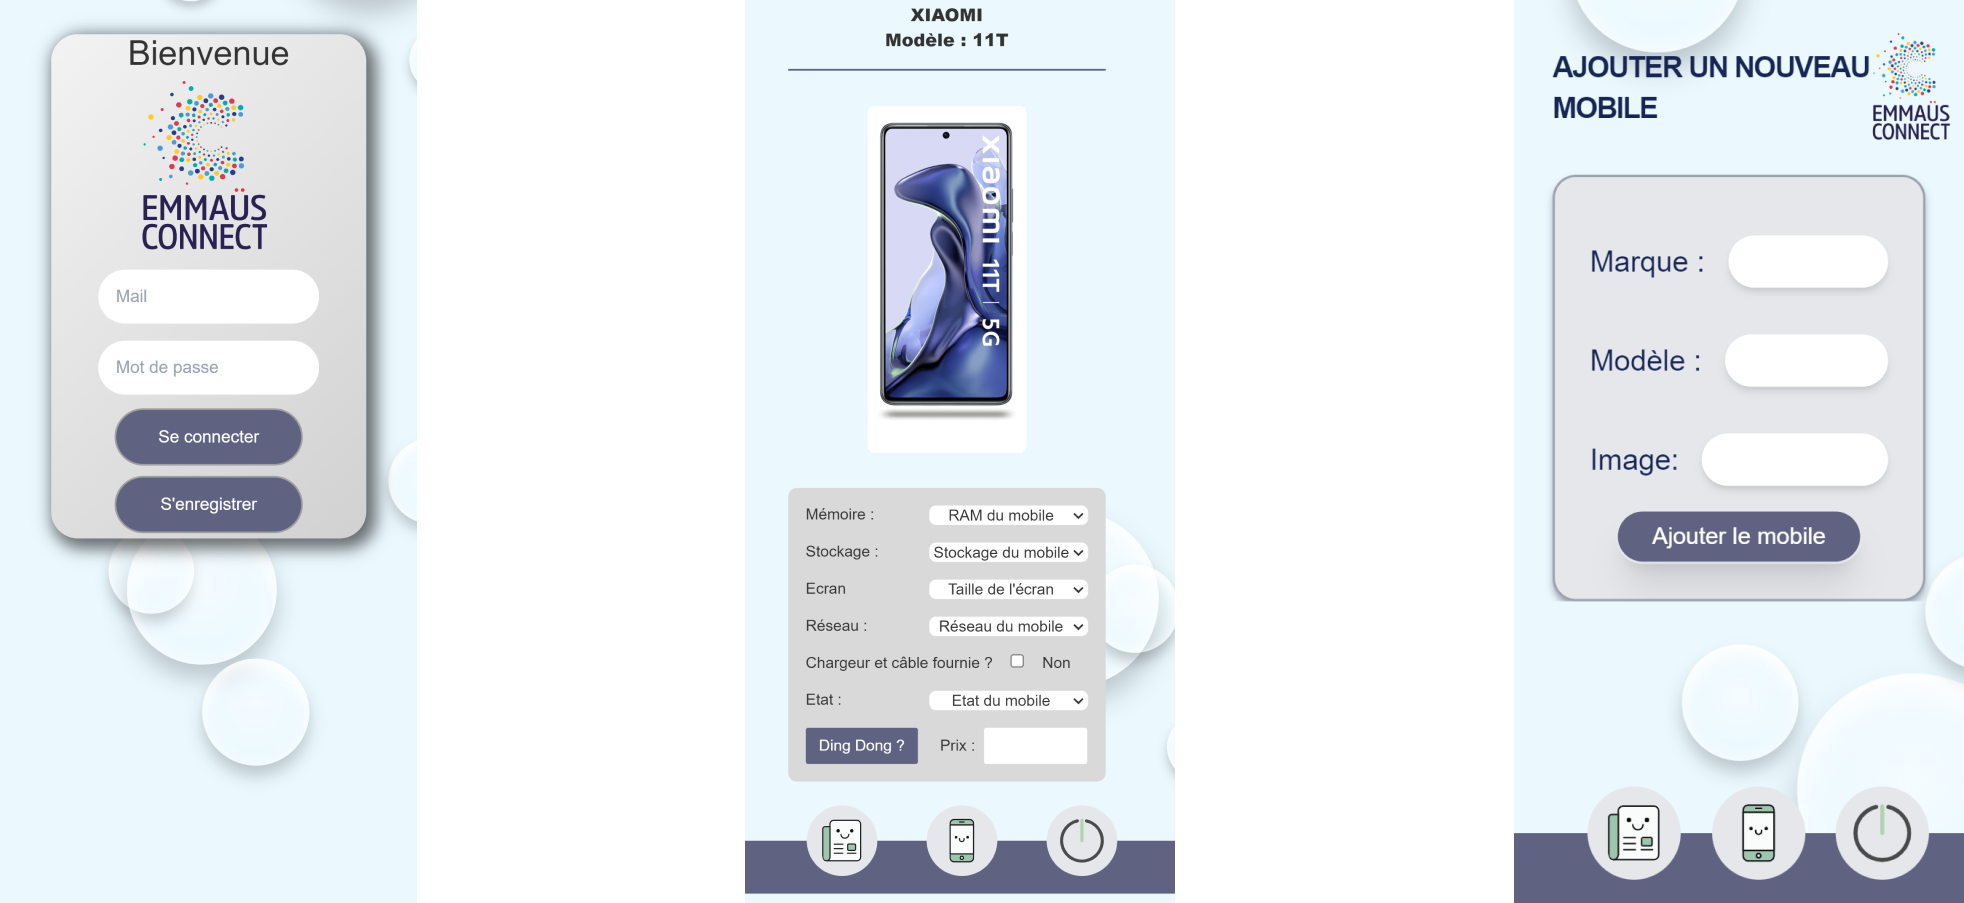 Bienvenue
EMMAÜS
CONNECT
Mail
Mot de passe
Se connecter
S'enregistrer
XIAOMI
Modèle : 11T
xiaomi 11T | 5G
Mémoire :
RAM du mobile
Stockage :
Stockage du mobile
Ecran
Taille de l'écran
Réseau :
Réseau du mobile
Chargeur et câble fournie ?
Non
Etat :
Etat du mobile
Ding Dong ?
Prix :
AJOUTER UN NOUVEAU
MOBILE
EMMAÜS
CONNECT
Marque :
Modèle :
Image:
Ajouter le mobile